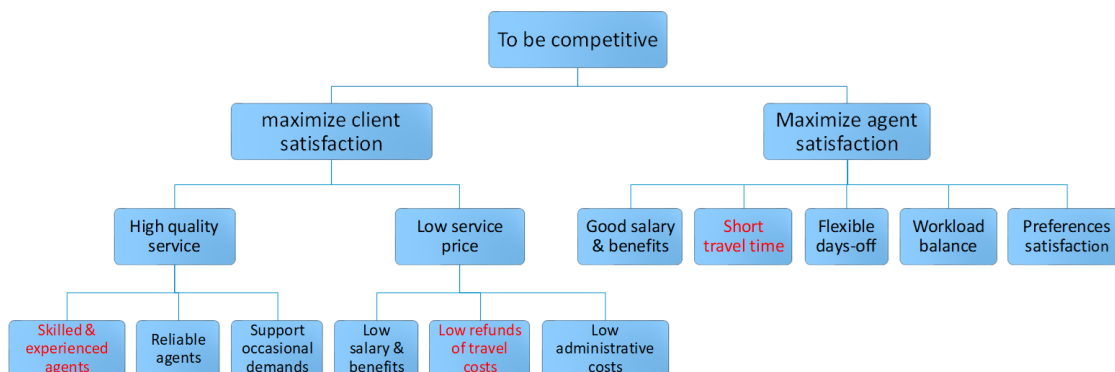 To be competitive
maximize client
satisfaction
Maximize agent
satisfaction
High quality
service
Low service
price
Good salary
& benefits
Short
travel time
Flexible
days-off
Workload
balance
Preferences
satisfaction
Skilled &
experienced
agents
Reliable
agents
Support
occasional
demands
Low
salary &
benefits
Low refunds
of travel
costs
Low
administrative
costs